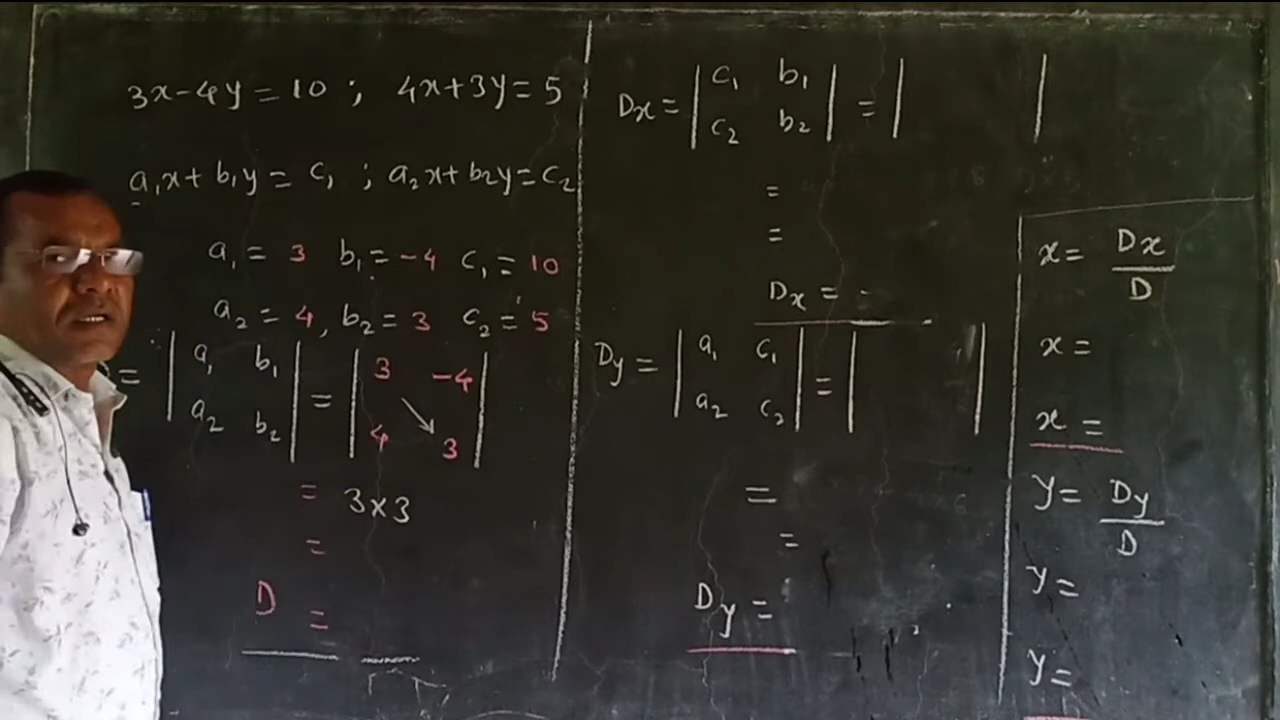 3x-4y=10 ; 4x+3y=5
a₁x+b₁y=c₁ ; a₂x+b₂y=c₂
a₁=3 b₁=-4 c₁=10
a₂=4, b₂=3 c₂=5
= | a₁ b₁ | = | 3 -4 |
| a₂ b₂ | | 4 3 |
= 3×3
=
D =
Dx = | c₁ b₁ | = | |
| c₂ b₂ |
=
=
Dx =
Dy = | a₁ c₁ | = | |
| a₂ c₂ |
=
=
Dy =
x = Dx
D
x =
x =
y = Dy
D
y =
y =